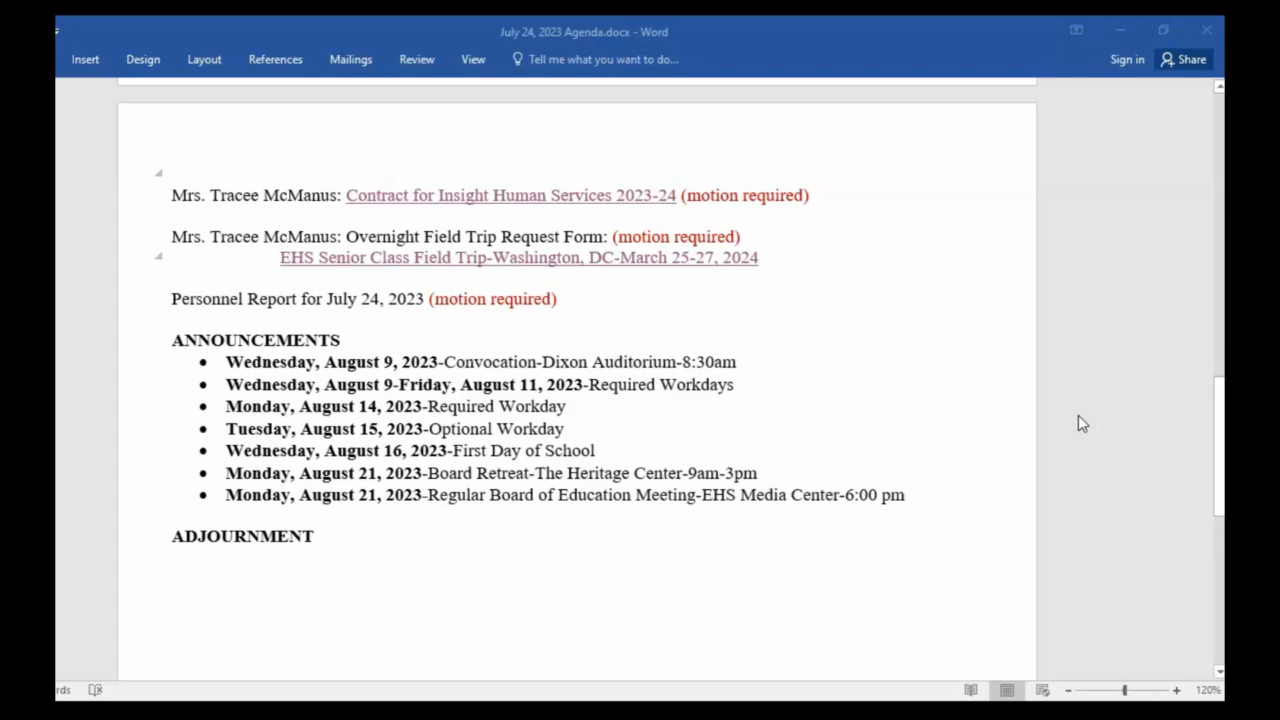 July 24, 2023 Agenda.docx - Word
Insert Design Layout References Mailings Review View Tell me what you want to do... Sign in Share
Mrs. Tracee McManus: Contract for Insight Human Services 2023-24 (motion required)
Mrs. Tracee McManus: Overnight Field Trip Request Form: (motion required)
EHS Senior Class Field Trip-Washington, DC-March 25-27, 2024
Personnel Report for July 24, 2023 (motion required)
ANNOUNCEMENTS
• Wednesday, August 9, 2023-Convocation-Dixon Auditorium-8:30am
• Wednesday, August 9-Friday, August 11, 2023-Required Workdays
• Monday, August 14, 2023-Required Workday
• Tuesday, August 15, 2023-Optional Workday
• Wednesday, August 16, 2023-First Day of School
• Monday, August 21, 2023-Board Retreat-The Heritage Center-9am-3pm
• Monday, August 21, 2023-Regular Board of Education Meeting-EHS Media Center-6:00 pm
ADJOURNMENT
rds 120%